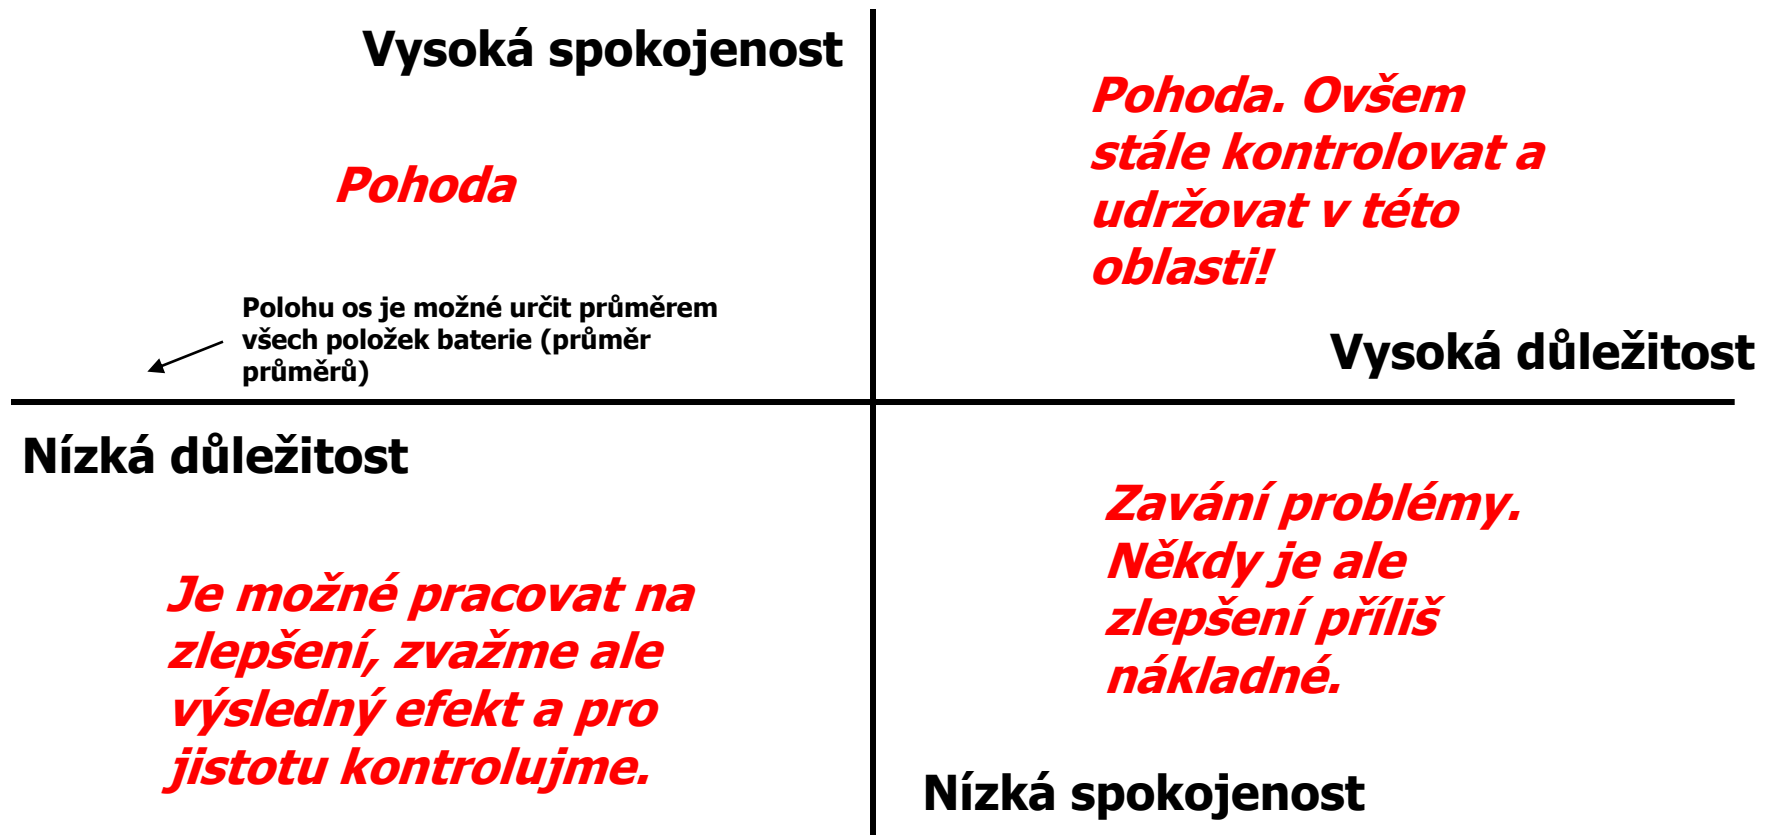 Vysoká spokojenost
Pohoda
Polohu os je možné určit průměrem
všech položek baterie (průměr
průměrů)
Pohoda. Ovšem
stále kontrolovat a
udržovat v této
oblasti!
Vysoká důležitost
Nízká důležitost
Je možné pracovat na
zlepšení, zvažme ale
výsledný efekt a pro
jistotu kontrolujme.
Zavání problémy.
Někdy je ale
zlepšení příliš
nákladné.
Nízká spokojenost